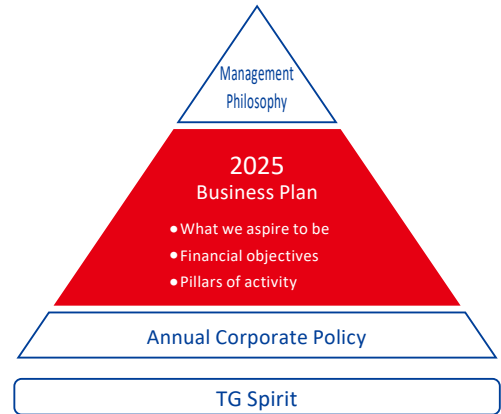 Management
Philosophy
2025
Business Plan
●What we aspire to be
●Financial objectives
●Pillars of activity
Annual Corporate Policy
TG Spirit